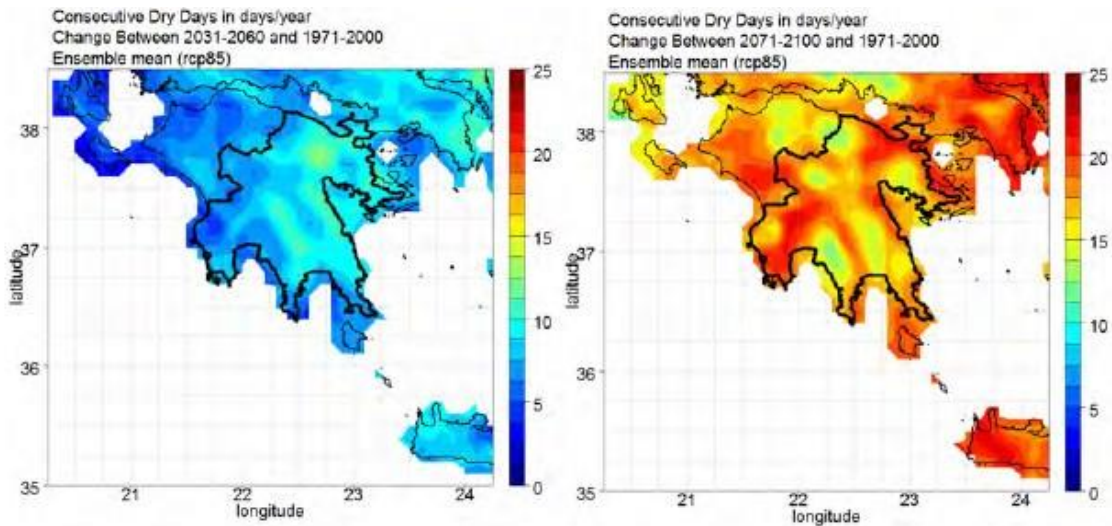 Consecutive Dry Days in days/year
Change Between 2031-2060 and 1971-2000
Ensemble mean (rcp85)
25
20
15
10
5
0
38
37
36
35
latitude
21
22
23
24
longitude
Consecutive Dry Days in days/year
Change Between 2071-2100 and 1971-2000
Ensemble mean (rcp85)
25
20
15
10
5
0
38
37
36
35
latitude
21
22
23
24
longitude